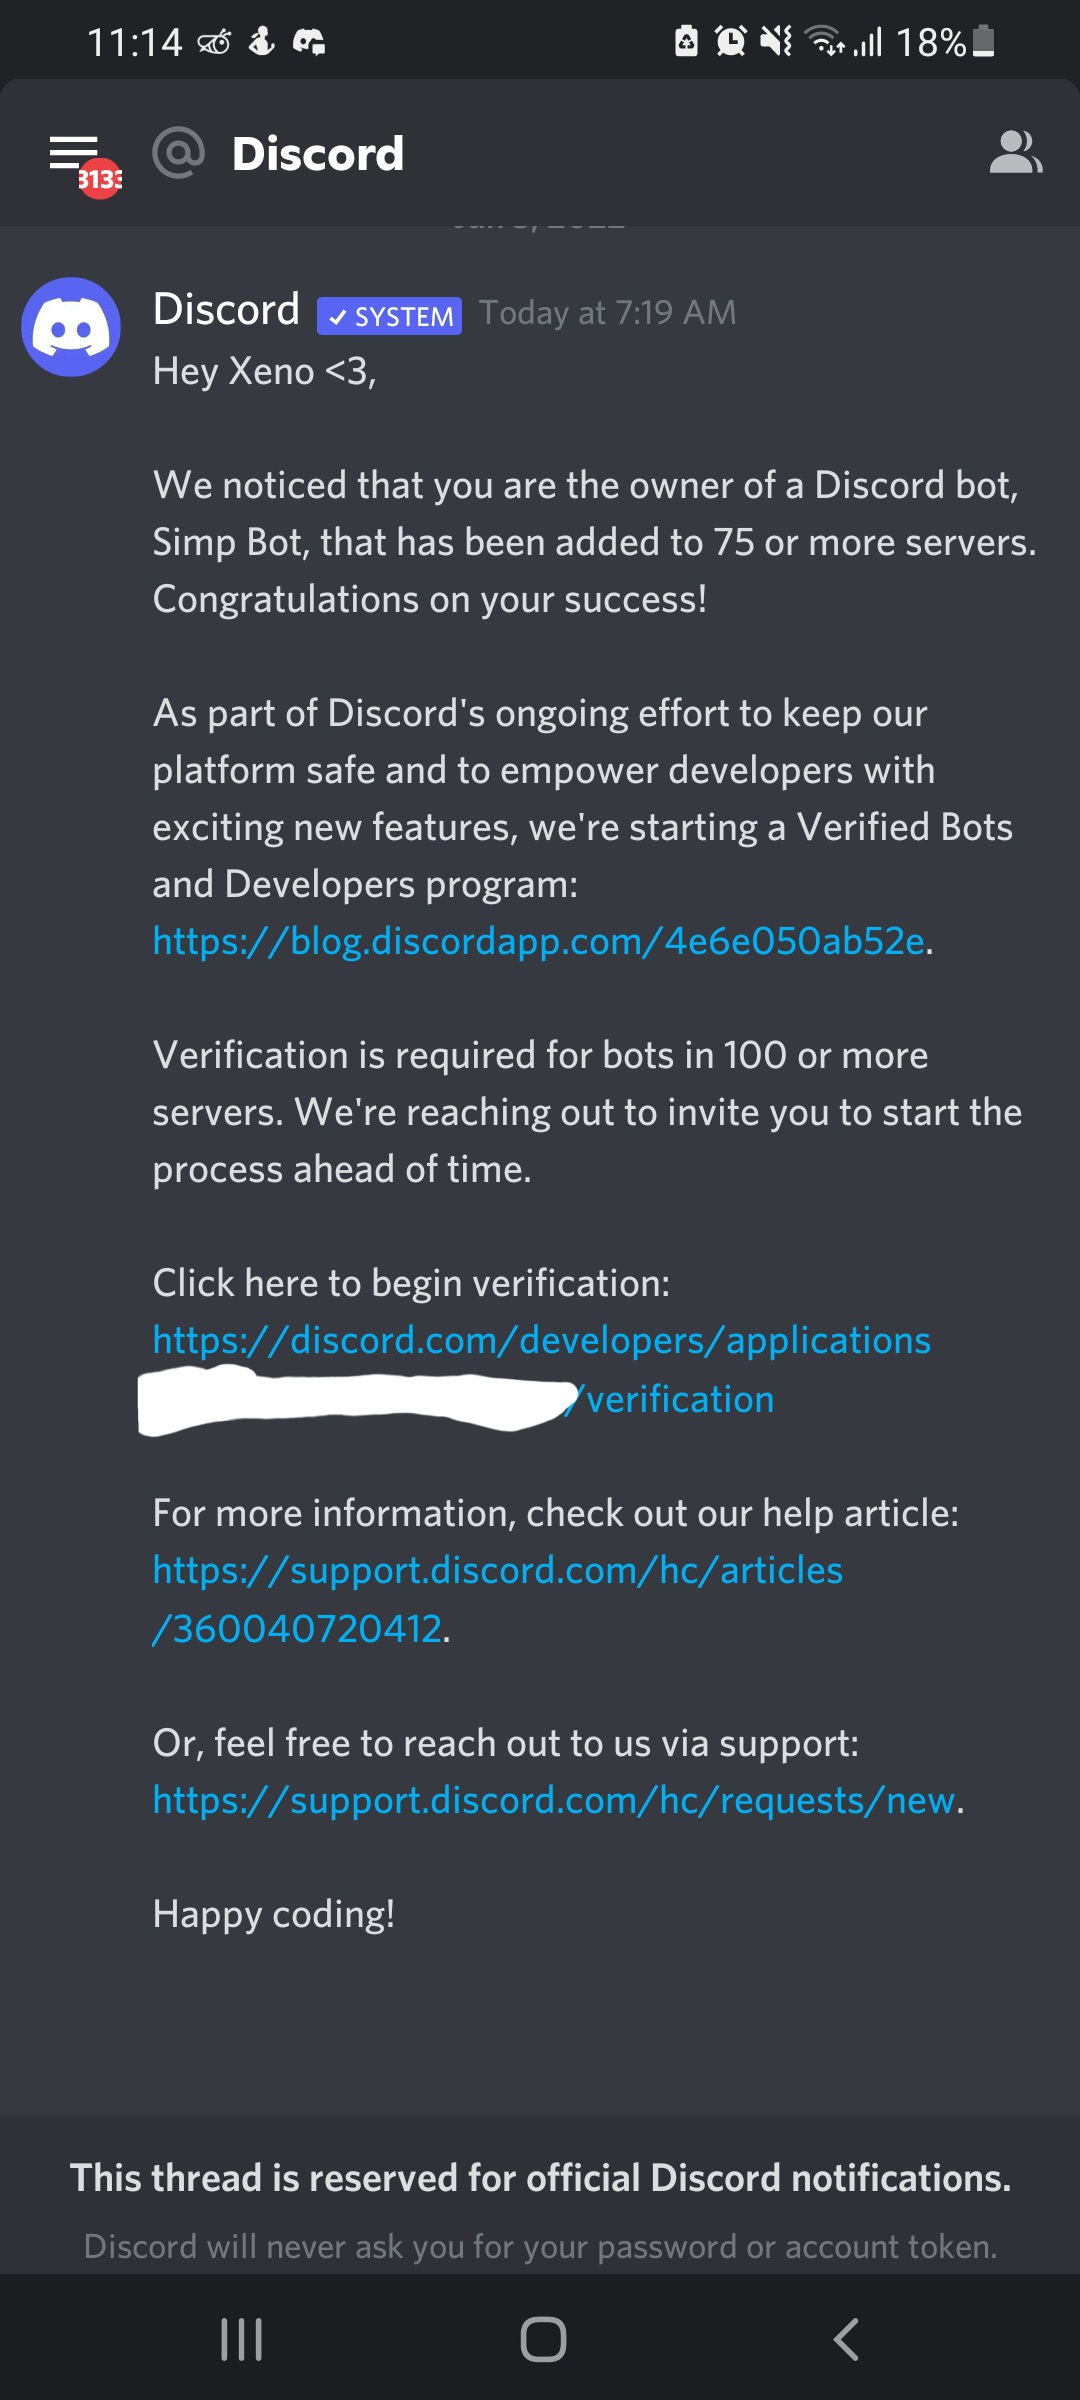 11:14
18%
3133
Discord
Discord ✓ SYSTEM Today at 7:19 AM
Hey Xeno <3,
We noticed that you are the owner of a Discord bot,
Simp Bot, that has been added to 75 or more servers.
Congratulations on your success!
As part of Discord's ongoing effort to keep our
platform safe and to empower developers with
exciting new features, we're starting a Verified Bots
and Developers program:
https://blog.discordapp.com/4e6e050ab52e.
Verification is required for bots in 100 or more
servers. We're reaching out to invite you to start the
process ahead of time.
Click here to begin verification:
https://discord.com/developers/applications
/verification
For more information, check out our help article:
https://support.discord.com/hc/articles
/360040720412.
Or, feel free to reach out to us via support:
https://support.discord.com/hc/requests/new.
Happy coding!
This thread is reserved for official Discord notifications.
Discord will never ask you for your password or account token.